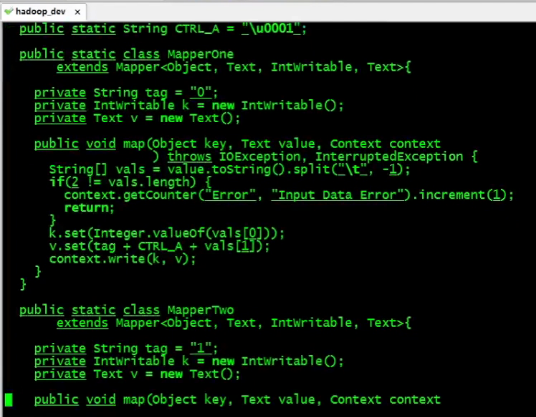 hadoop_dev x
public static String CTRL_A = "\u0001";
public static class MapperOne
extends Mapper<Object, Text, IntWritable, Text>{
private String tag = "0";
private IntWritable k = new IntWritable();
private Text v = new Text();
public void map(Object key, Text value, Context context
) throws IOException, InterruptedException {
String[] vals = value.toString().split("\t", -1);
if(2 != vals.length) {
context.getCounter("Error", "Input Data Error").increment(1);
return;
}
k.set(Integer.valueOf(vals[0]));
v.set(tag + CTRL_A + vals[1]);
context.write(k, v);
}
}
public static class MapperTwo
extends Mapper<Object, Text, IntWritable, Text>{
private String tag = "1";
private IntWritable k = new IntWritable();
private Text v = new Text();
public void map(Object key, Text value, Context context